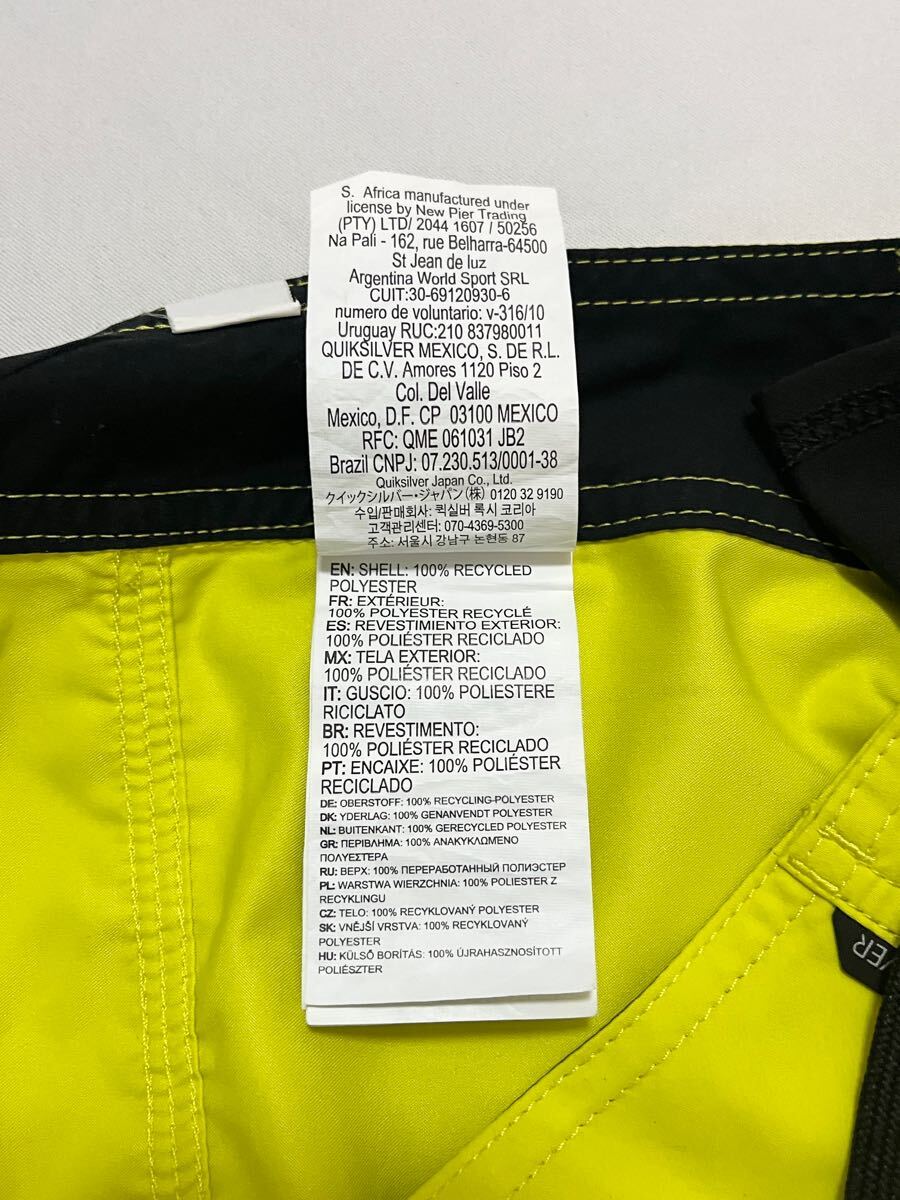 S. Africa manufactured under
license by New Pier Trading
(PTY) LTD/ 2044 1607 / 50256
Na Pali - 162, rue Belharra-64500
St Jean de luz
Argentina World Sport SRL
CUIT:30-69120930-6
numero de voluntario: v-316/10
Uruguay RUC:210 837980011
QUIKSILVER MEXICO, S. DE R.L.
DE C.V. Amores 1120 Piso 2
Col. Del Valle
Mexico, D.F. CP 03100 MEXICO
RFC: QME 061031 JB2
Brazil CNPJ: 07.230.513/0001-38
Quiksilver Japan Co., Ltd.
クイックシルバー・ジャパン(株) 0120 32 9190
수입/판매회사: 퀵실버 록시 코리아
고객관리센터: 070-4369-5300
주소: 서울시 강남구 논현동 87
EN: SHELL: 100% RECYCLED
POLYESTER
FR: EXTÉRIEUR:
100% POLYESTER RECYCLÉ
ES: REVESTIMIENTO EXTERIOR:
100% POLIÉSTER RECICLADO
MX: TELA EXTERIOR:
100% POLIÉSTER RECICLADO
IT: GUSCIO: 100% POLIESTERE
RICICLATO
BR: REVESTIMENTO:
100% POLIÉSTER RECICLADO
PT: ENCAIXE: 100% POLIÉSTER
RECICLADO
DE: OBERSTOFF: 100% RECYCLING-POLYESTER
DK: YDERLAG: 100% GENANVENDT POLYESTER
NL: BUITENKANT: 100% GERECYCLED POLYESTER
GR: ΠΕΡΙΒΛΗΜΑ: 100% ΑΝΑΚΥΚΛΩΜΕΝΟ
ΠΟΛΥΕΣΤΕΡΑ
RU: ВЕРХ: 100% ПЕРЕРАБОТАННЫЙ ПОЛИЭСТЕР
PL: WARSTWA WIERZCHNIA: 100% POLIESTER Z
RECYKLINGU
CZ: TELO: 100% RECYKLOVANÝ POLYESTER
SK: VNĚJŠÍ VRSTVA: 100% RECYKLOVANÝ
POLYESTER
HU: KÜLSŐ BORÍTÁS: 100% ÚJRAHASZNOSÍTOTT
POLIÉSZTER
VER